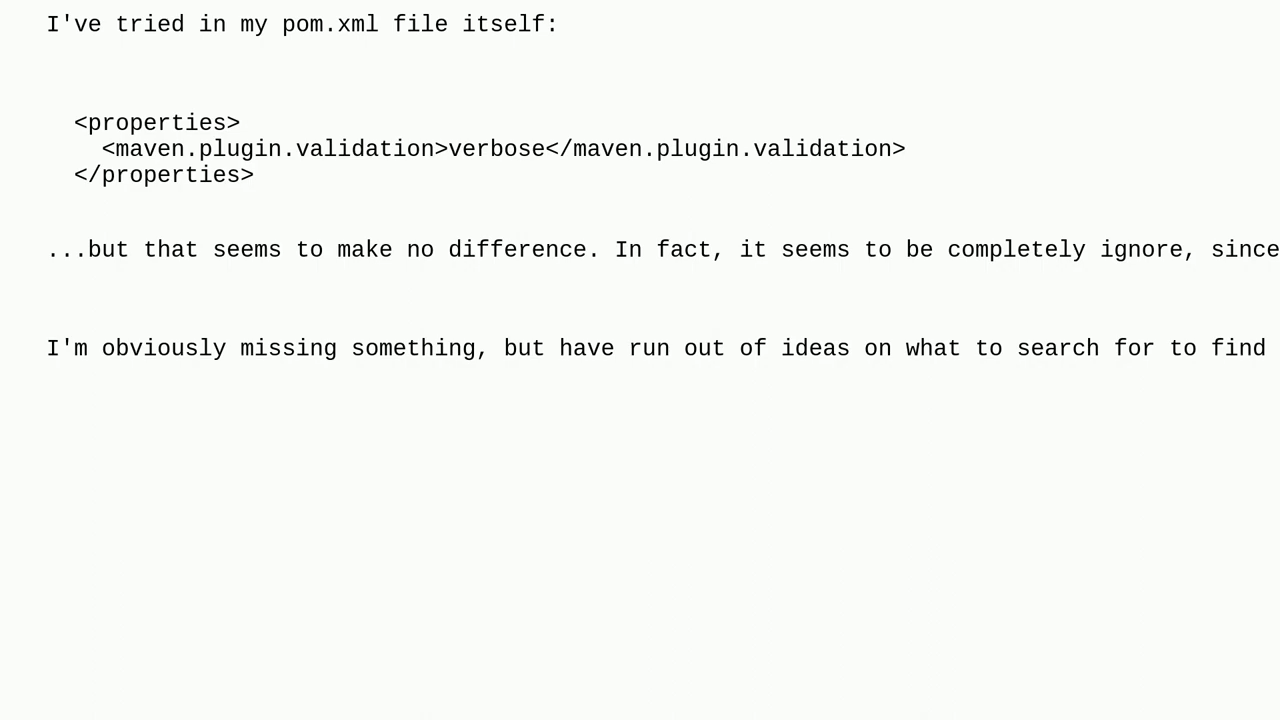 I've tried in my pom.xml file itself:
<properties>
<maven.plugin.validation>verbose</maven.plugin.validation>
</properties>
...but that seems to make no difference. In fact, it seems to be completely ignore, since
I'm obviously missing something, but have run out of ideas on what to search for to find